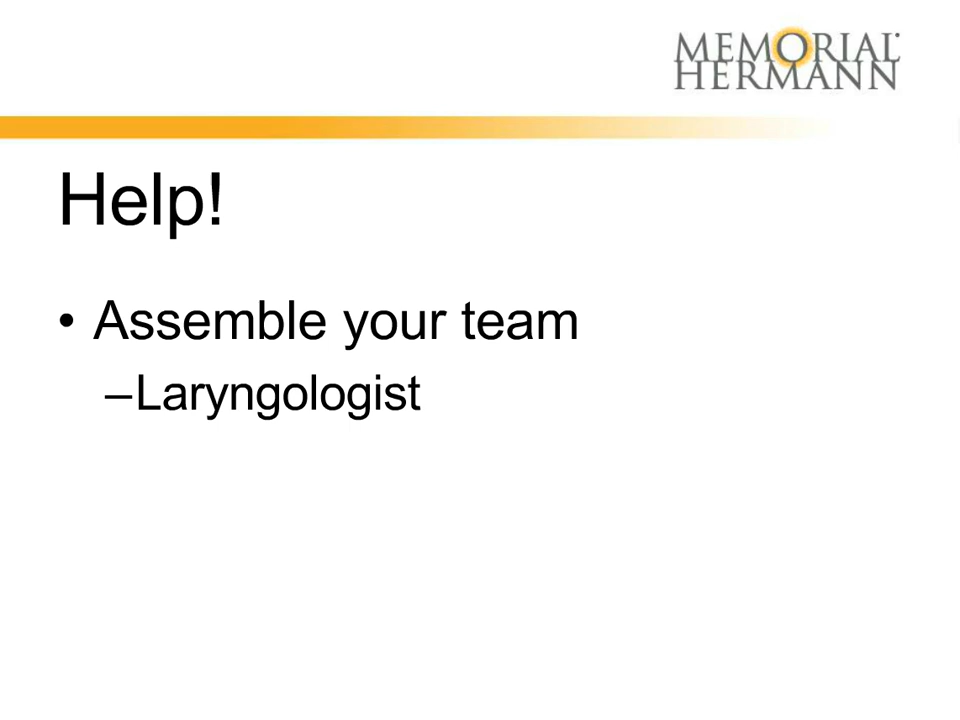 MEMORIAL
HERMANN
Help!
• Assemble your team
–Laryngologist